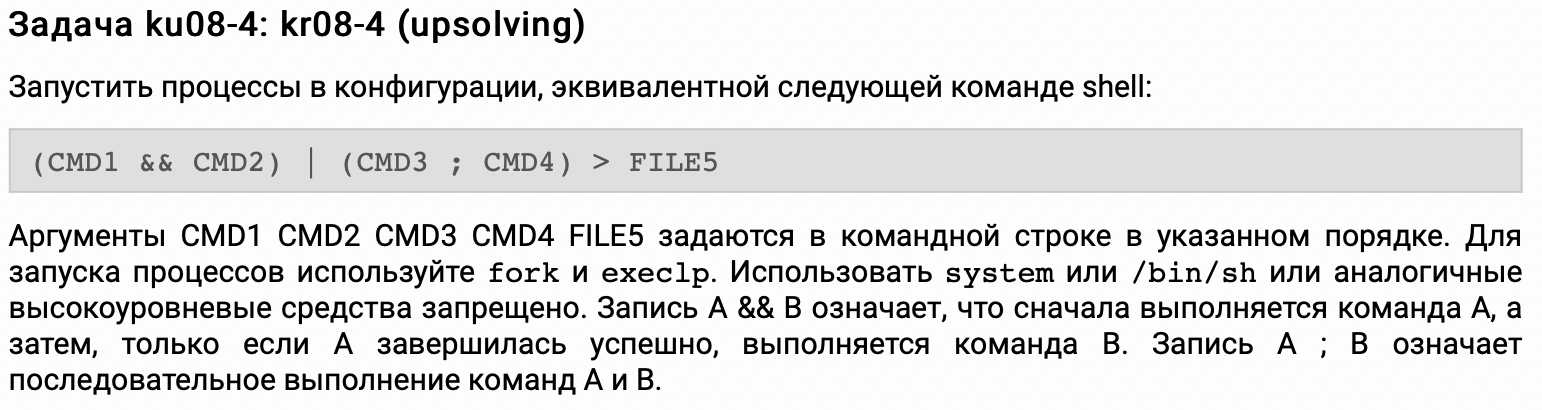 Задача ku08-4: kr08-4 (upsolving)
Запустить процессы в конфигурации, эквивалентной следующей команде shell:
(CMD1 && CMD2) | (CMD3 ; CMD4) > FILE5
Аргументы CMD1 CMD2 CMD3 CMD4 FILE5 задаются в командной строке в указанном порядке. Для
запуска процессов используйте fork и execlp. Использовать system или /bin/sh или аналогичные
высокоуровневые средства запрещено. Запись A && B означает, что сначала выполняется команда A, а
затем, только если A завершилась успешно, выполняется команда B. Запись A ; B означает
последовательное выполнение команд A и B.